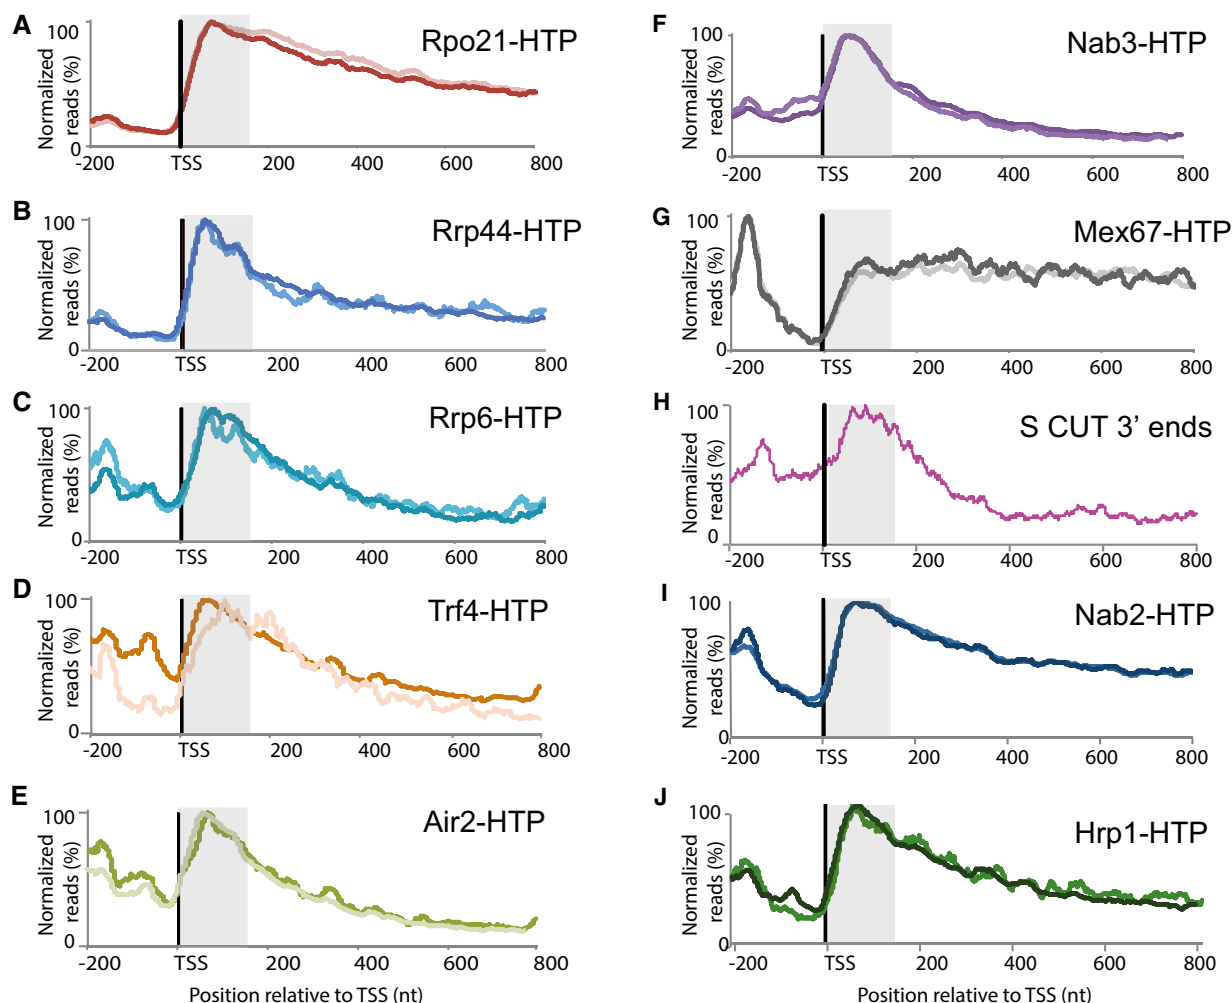 A
Rpo21-HTP
Normalized
reads (%)
100
0
-200 TSS 200 400 600 800
B
Rrp44-HTP
Normalized
reads (%)
100
0
-200 TSS 200 400 600 800
C
Rrp6-HTP
Normalized
reads (%)
100
0
-200 TSS 200 400 600 800
D
Trf4-HTP
Normalized
reads (%)
100
0
-200 TSS 200 400 600 800
E
Air2-HTP
Normalized
reads (%)
100
0
-200 TSS 200 400 600 800
Position relative to TSS (nt)
F
Nab3-HTP
Normalized
reads (%)
100
0
-200 TSS 200 400 600 800
G
Mex67-HTP
Normalized
reads (%)
100
0
-200 TSS 200 400 600 800
H
S CUT 3’ ends
Normalized
reads (%)
100
0
-200 TSS 200 400 600 800
I
Nab2-HTP
Normalized
reads (%)
100
0
-200 TSS 200 400 600 800
J
Hrp1-HTP
Normalized
reads (%)
100
0
-200 TSS 200 400 600 800
Position relative to TSS (nt)